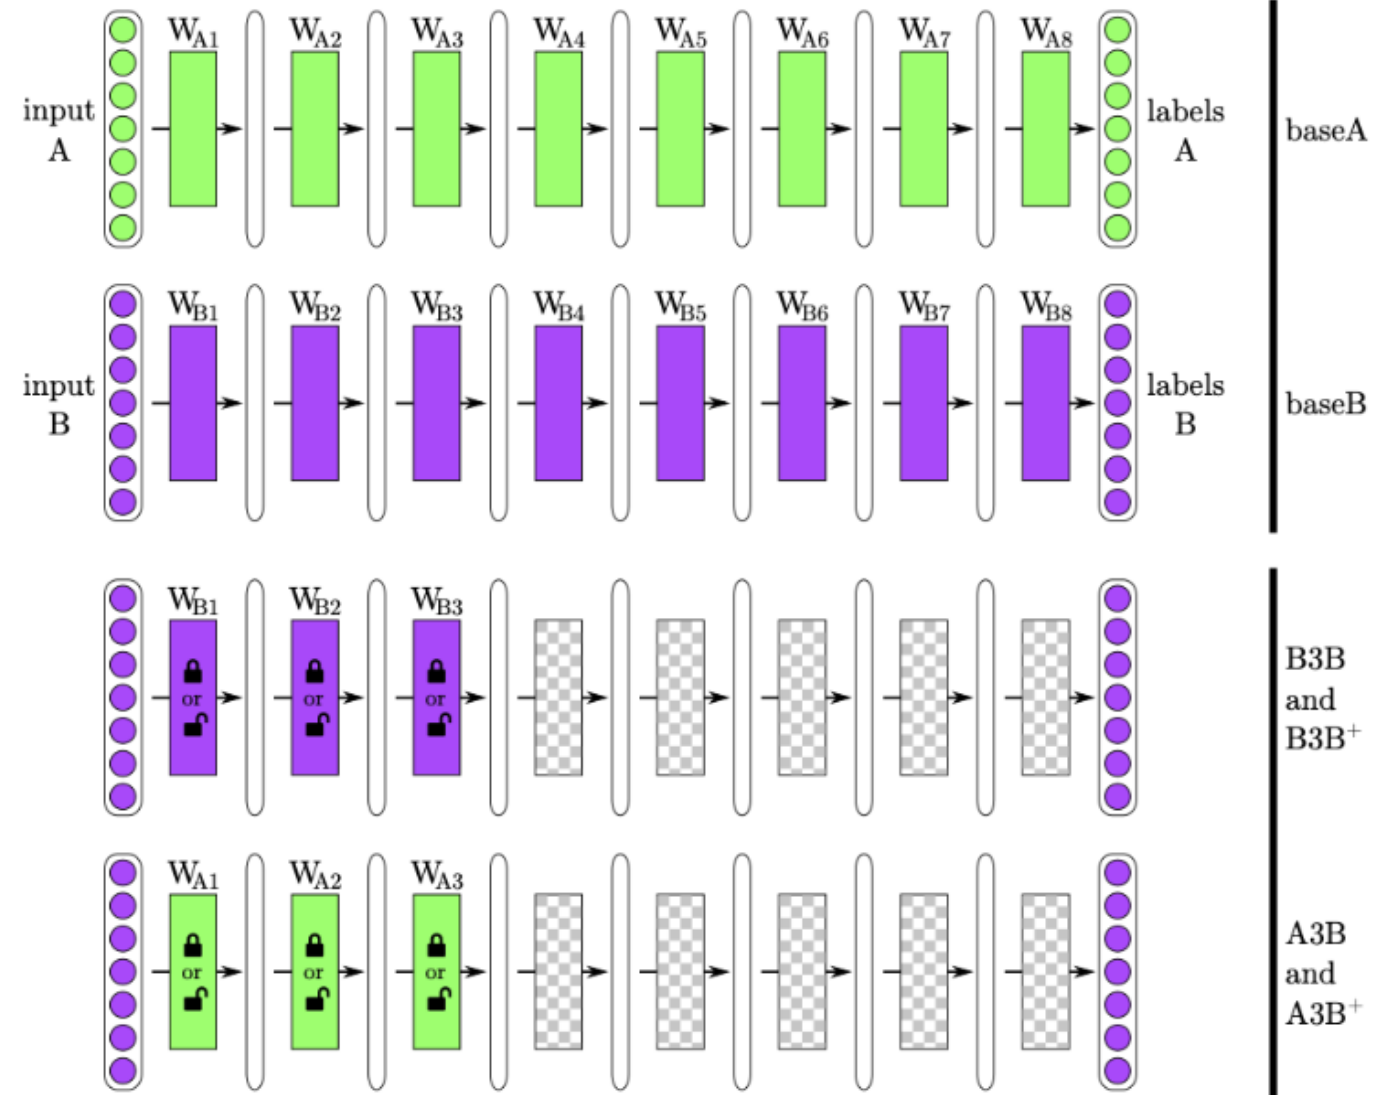 W_A1 W_A2 W_A3 W_A4 W_A5 W_A6 W_A7 W_A8
input
A
labels
A
baseA
W_B1 W_B2 W_B3 W_B4 W_B5 W_B6 W_B7 W_B8
input
B
labels
B
baseB
W_B1 W_B2 W_B3
or or or
B3B
and
B3B⁺
W_A1 W_A2 W_A3
or or or
A3B
and
A3B⁺